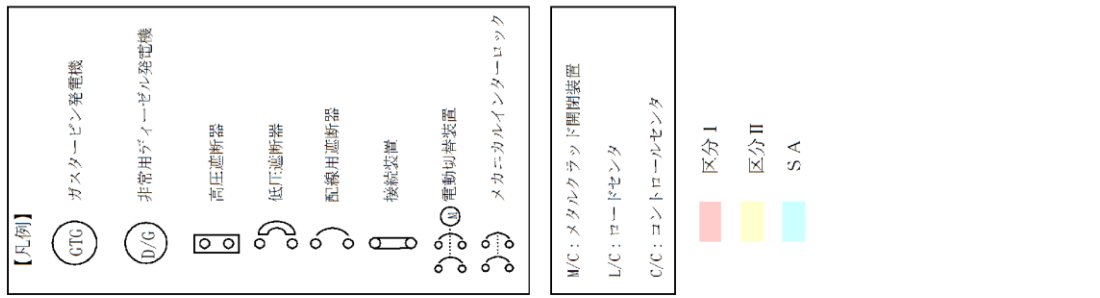 【凡例】
GTG ガスタービン発電機
D/G 非常用ディーゼル発電機
高圧遮断器
低圧遮断器
配線用遮断器
接続装置
M 電動切替装置
メカニカルインターロック
M/C：メタルクラッド開閉装置
L/C：ロードセンタ
C/C：コントロールセンタ
区分Ⅰ
区分Ⅱ
ＳＡ